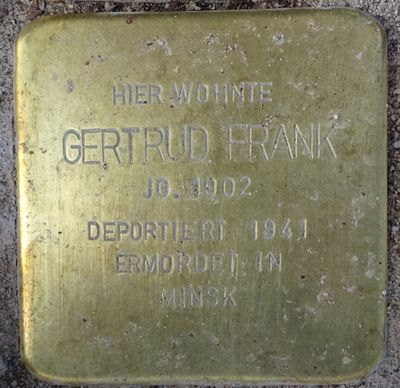 HIER WOHNTE
GERTRUD FRANK
JG. 1902
DEPORTIERT 1941
ERMORDET IN
MINSK